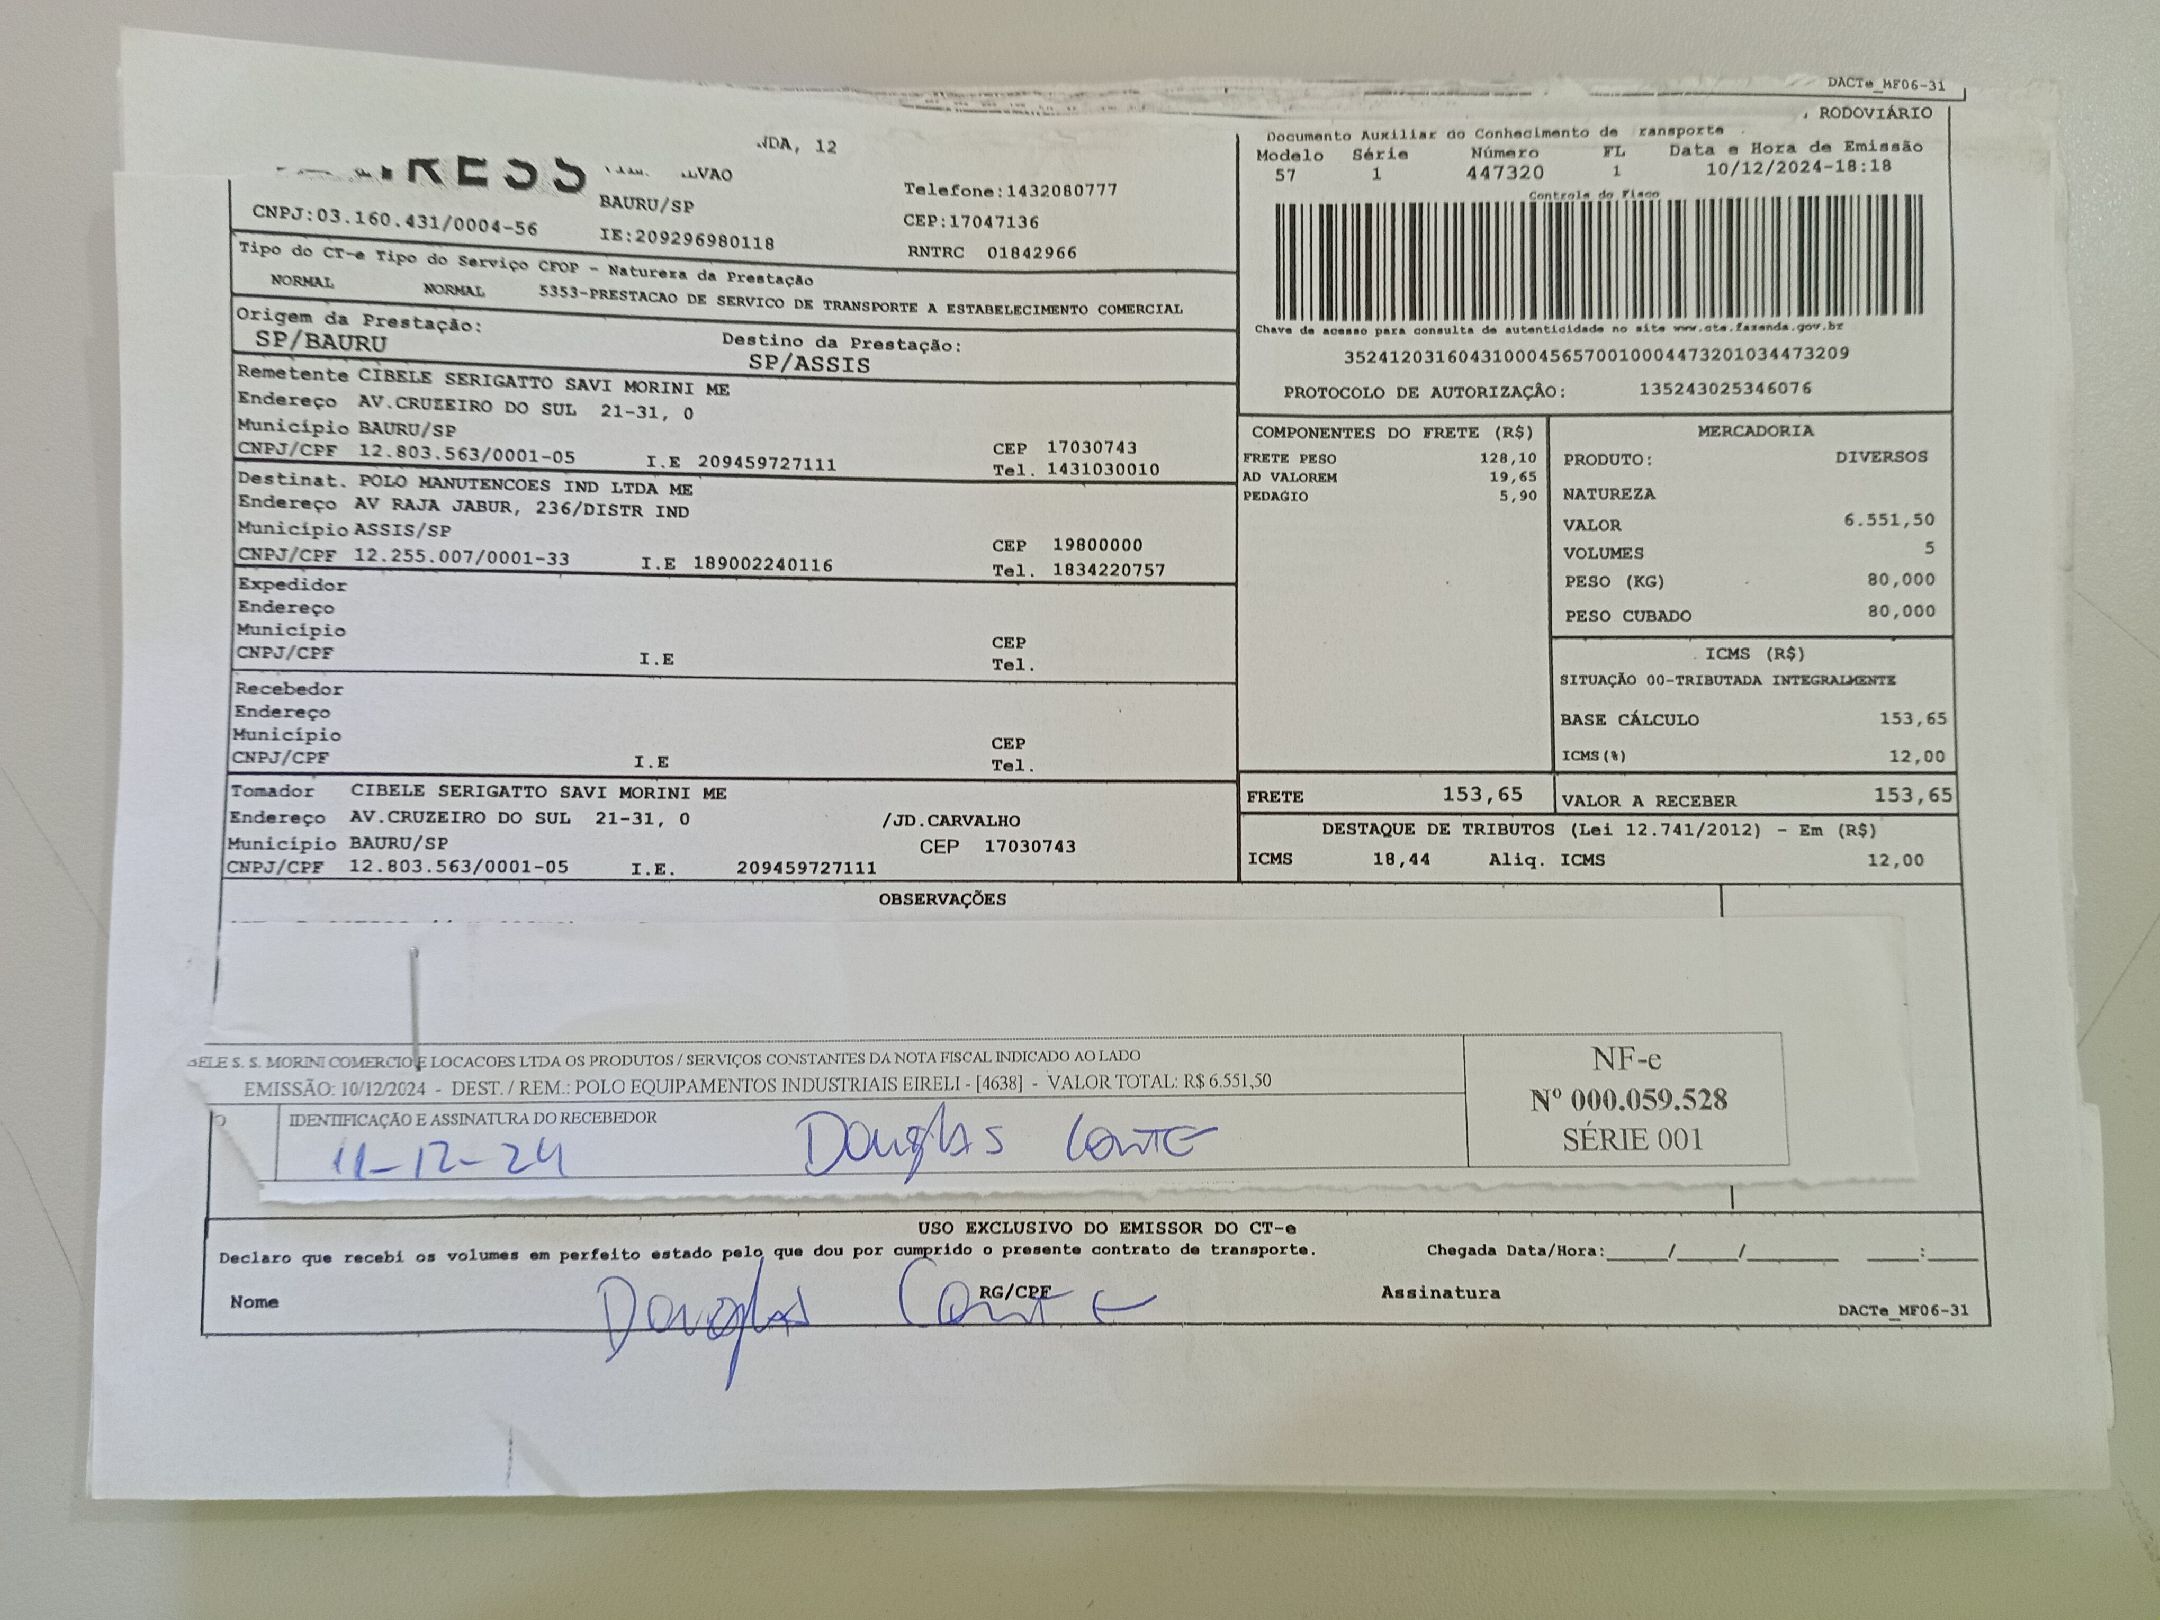 DACTe_MF06-31
RODOVIÁRIO
NDA, 12
Documento Auxiliar do Conhecimento de ransporte
Modelo Série Número FL Data e Hora de Emissão
57 1 447320 1 10/12/2024-18:18
Controle do Fisco
RESS
BAURU/SP
Telefone:1432080777
CNPJ:03.160.431/0004-56
IE:209296980118
CEP:17047136
RNTRC 01842966
Tipo do CT-e Tipo do Serviço CFOP - Natureza da Prestação
NORMAL NORMAL 5353-PRESTACAO DE SERVICO DE TRANSPORTE A ESTABELECIMENTO COMERCIAL
Origem da Prestação: Destino da Prestação:
SP/BAURU SP/ASSIS
Chave de acesso para consulta de autenticidade no site www.cte.fazenda.gov.br
35241203160431000456570010004473201034473209
PROTOCOLO DE AUTORIZAÇÂO: 135243025346076
Remetente CIBELE SERIGATTO SAVI MORINI ME
Endereço AV.CRUZEIRO DO SUL 21-31, 0
Município BAURU/SP CEP 17030743
CNPJ/CPF 12.803.563/0001-05 I.E 209459727111 Tel. 1431030010
Destinat. POLO MANUTENCOES IND LTDA ME
Endereço AV RAJA JABUR, 236/DISTR IND
Município ASSIS/SP CEP 19800000
CNPJ/CPF 12.255.007/0001-33 I.E 189002240116 Tel. 1834220757
Expedidor
Endereço
Município CEP
CNPJ/CPF I.E Tel.
Recebedor
Endereço
Município CEP
CNPJ/CPF I.E Tel.
Tomador CIBELE SERIGATTO SAVI MORINI ME
Endereço AV.CRUZEIRO DO SUL 21-31, 0 /JD.CARVALHO
Município BAURU/SP CEP 17030743
CNPJ/CPF 12.803.563/0001-05 I.E. 209459727111
COMPONENTES DO FRETE (R$)
FRETE PESO 128,10
AD VALOREM 19,65
PEDAGIO 5,90
MERCADORIA
PRODUTO: DIVERSOS
NATUREZA
VALOR 6.551,50
VOLUMES 5
PESO (KG) 80,000
PESO CUBADO 80,000
ICMS (R$)
SITUAÇÃO 00-TRIBUTADA INTEGRALMENTE
BASE CÁLCULO 153,65
ICMS(%) 12,00
FRETE 153,65 VALOR A RECEBER 153,65
DESTAQUE DE TRIBUTOS (Lei 12.741/2012) - Em (R$)
ICMS 18,44 Aliq. ICMS 12,00
OBSERVAÇÕES
BELE S. S. MORINI COMERCIO E LOCACOES LTDA OS PRODUTOS / SERVIÇOS CONSTANTES DA NOTA FISCAL INDICADO AO LADO
EMISSÃO: 10/12/2024 - DEST. / REM.: POLO EQUIPAMENTOS INDUSTRIAIS EIRELI - [4638] - VALOR TOTAL: R$ 6.551,50
IDENTIFICAÇÃO E ASSINATURA DO RECEBEDOR
11-12-24 Douglas Conte
NF-e
Nº 000.059.528
SÉRIE 001
USO EXCLUSIVO DO EMISSOR DO CT-e
Declaro que recebi os volumes em perfeito estado pelo que dou por cumprido o presente contrato de transporte. Chegada Data/Hora:____/____/______ ____:____
Nome RG/CPF Assinatura
Douglas Conte
DACTe_MF06-31